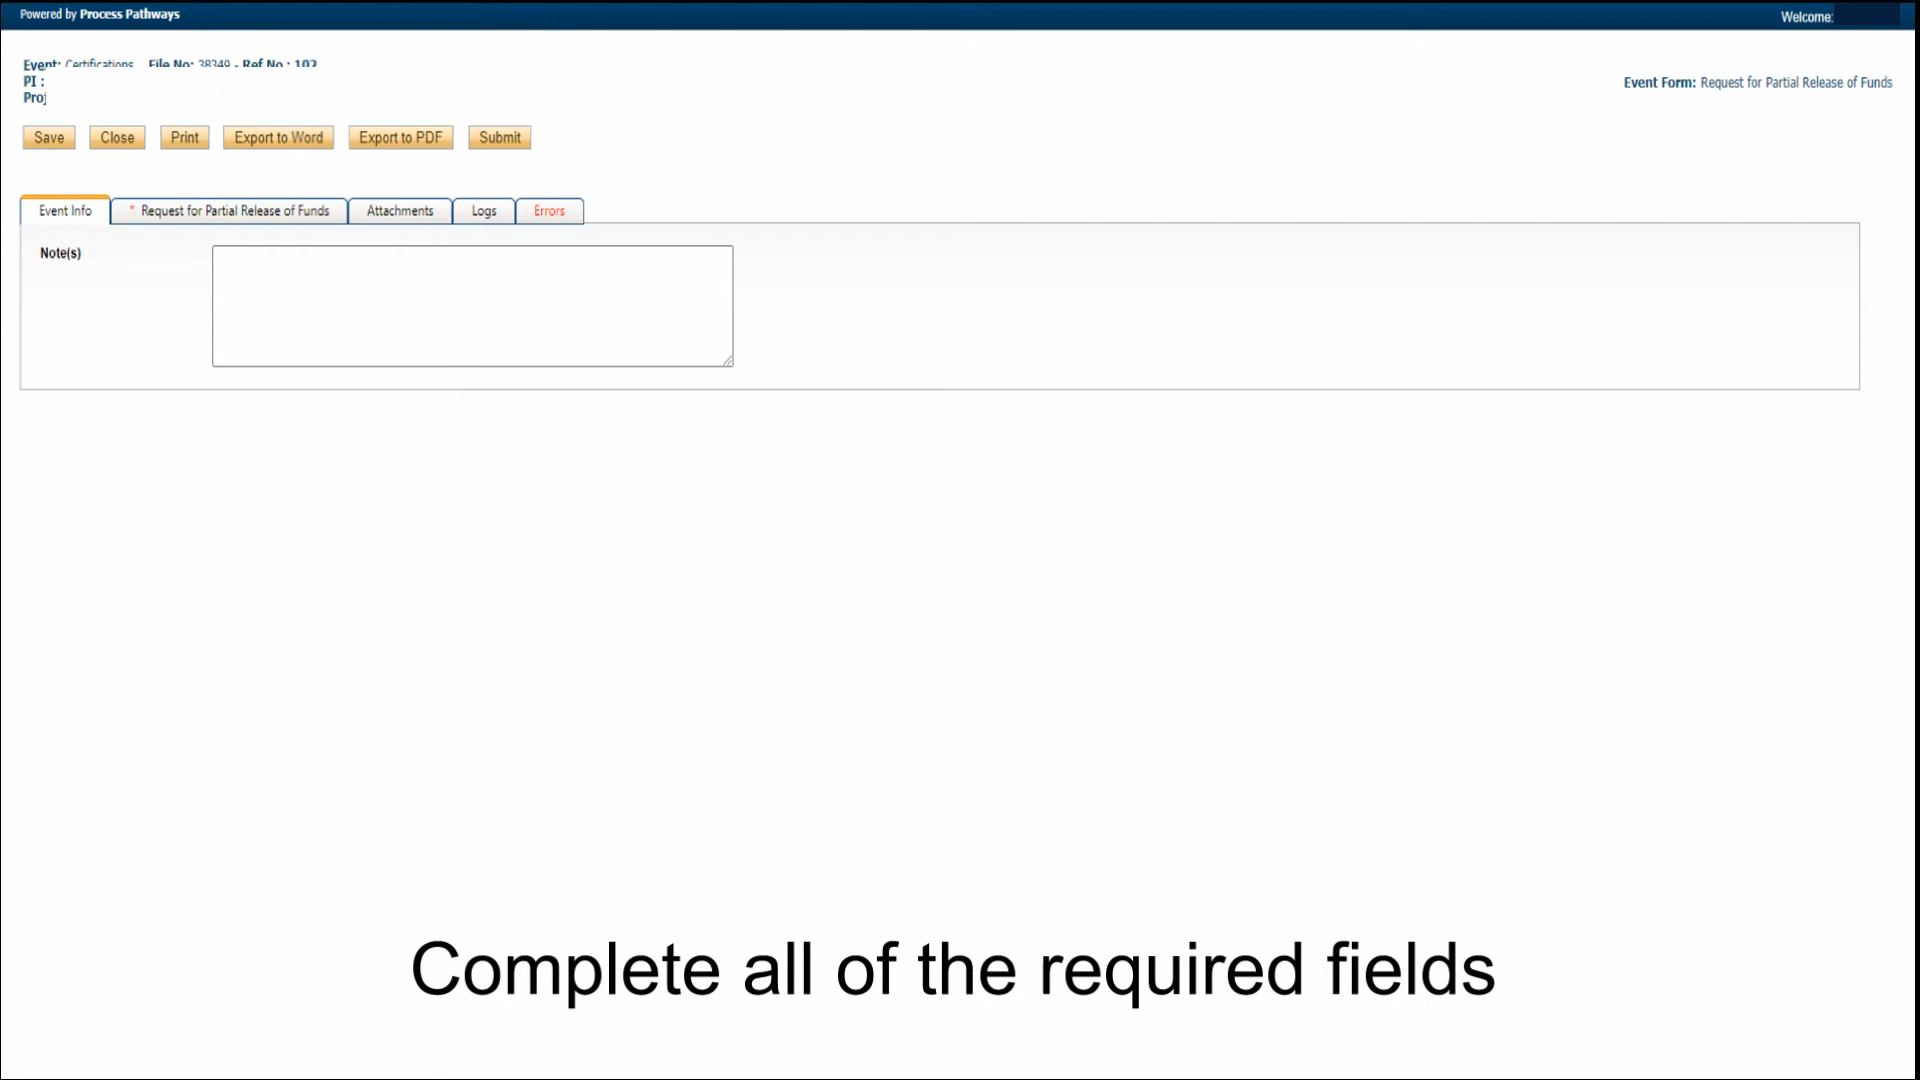 Powered by Process Pathways
Welcome:
Event: Certifications File No: 38349 - Ref No : 102
PI :
Proj
Event Form: Request for Partial Release of Funds
Save Close Print Export to Word Export to PDF Submit
Event Info * Request for Partial Release of Funds Attachments Logs Errors
Note(s)
Complete all of the required fields